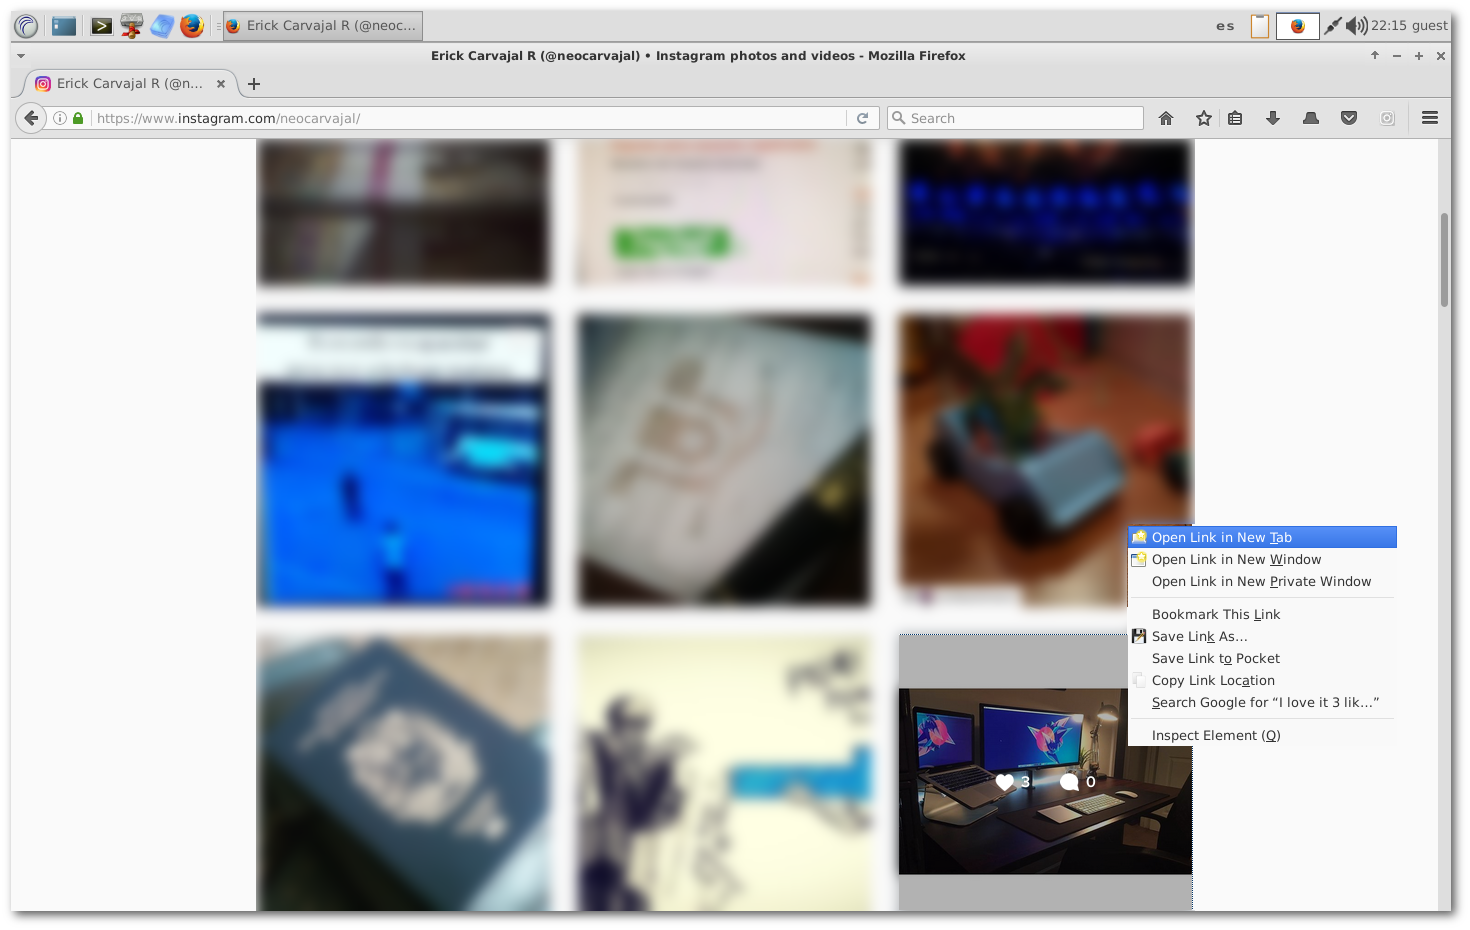 Erick Carvajal R (@neoc...
es
22:15 guest
Erick Carvajal R (@neocarvajal) • Instagram photos and videos - Mozilla Firefox
Erick Carvajal R (@n...
https://www.instagram.com/neocarvajal/
Search
Open Link in New Tab
Open Link in New Window
Open Link in New Private Window
Bookmark This Link
Save Link As...
Save Link to Pocket
Copy Link Location
Search Google for “I love it 3 lik...”
Inspect Element (Q)
3
0